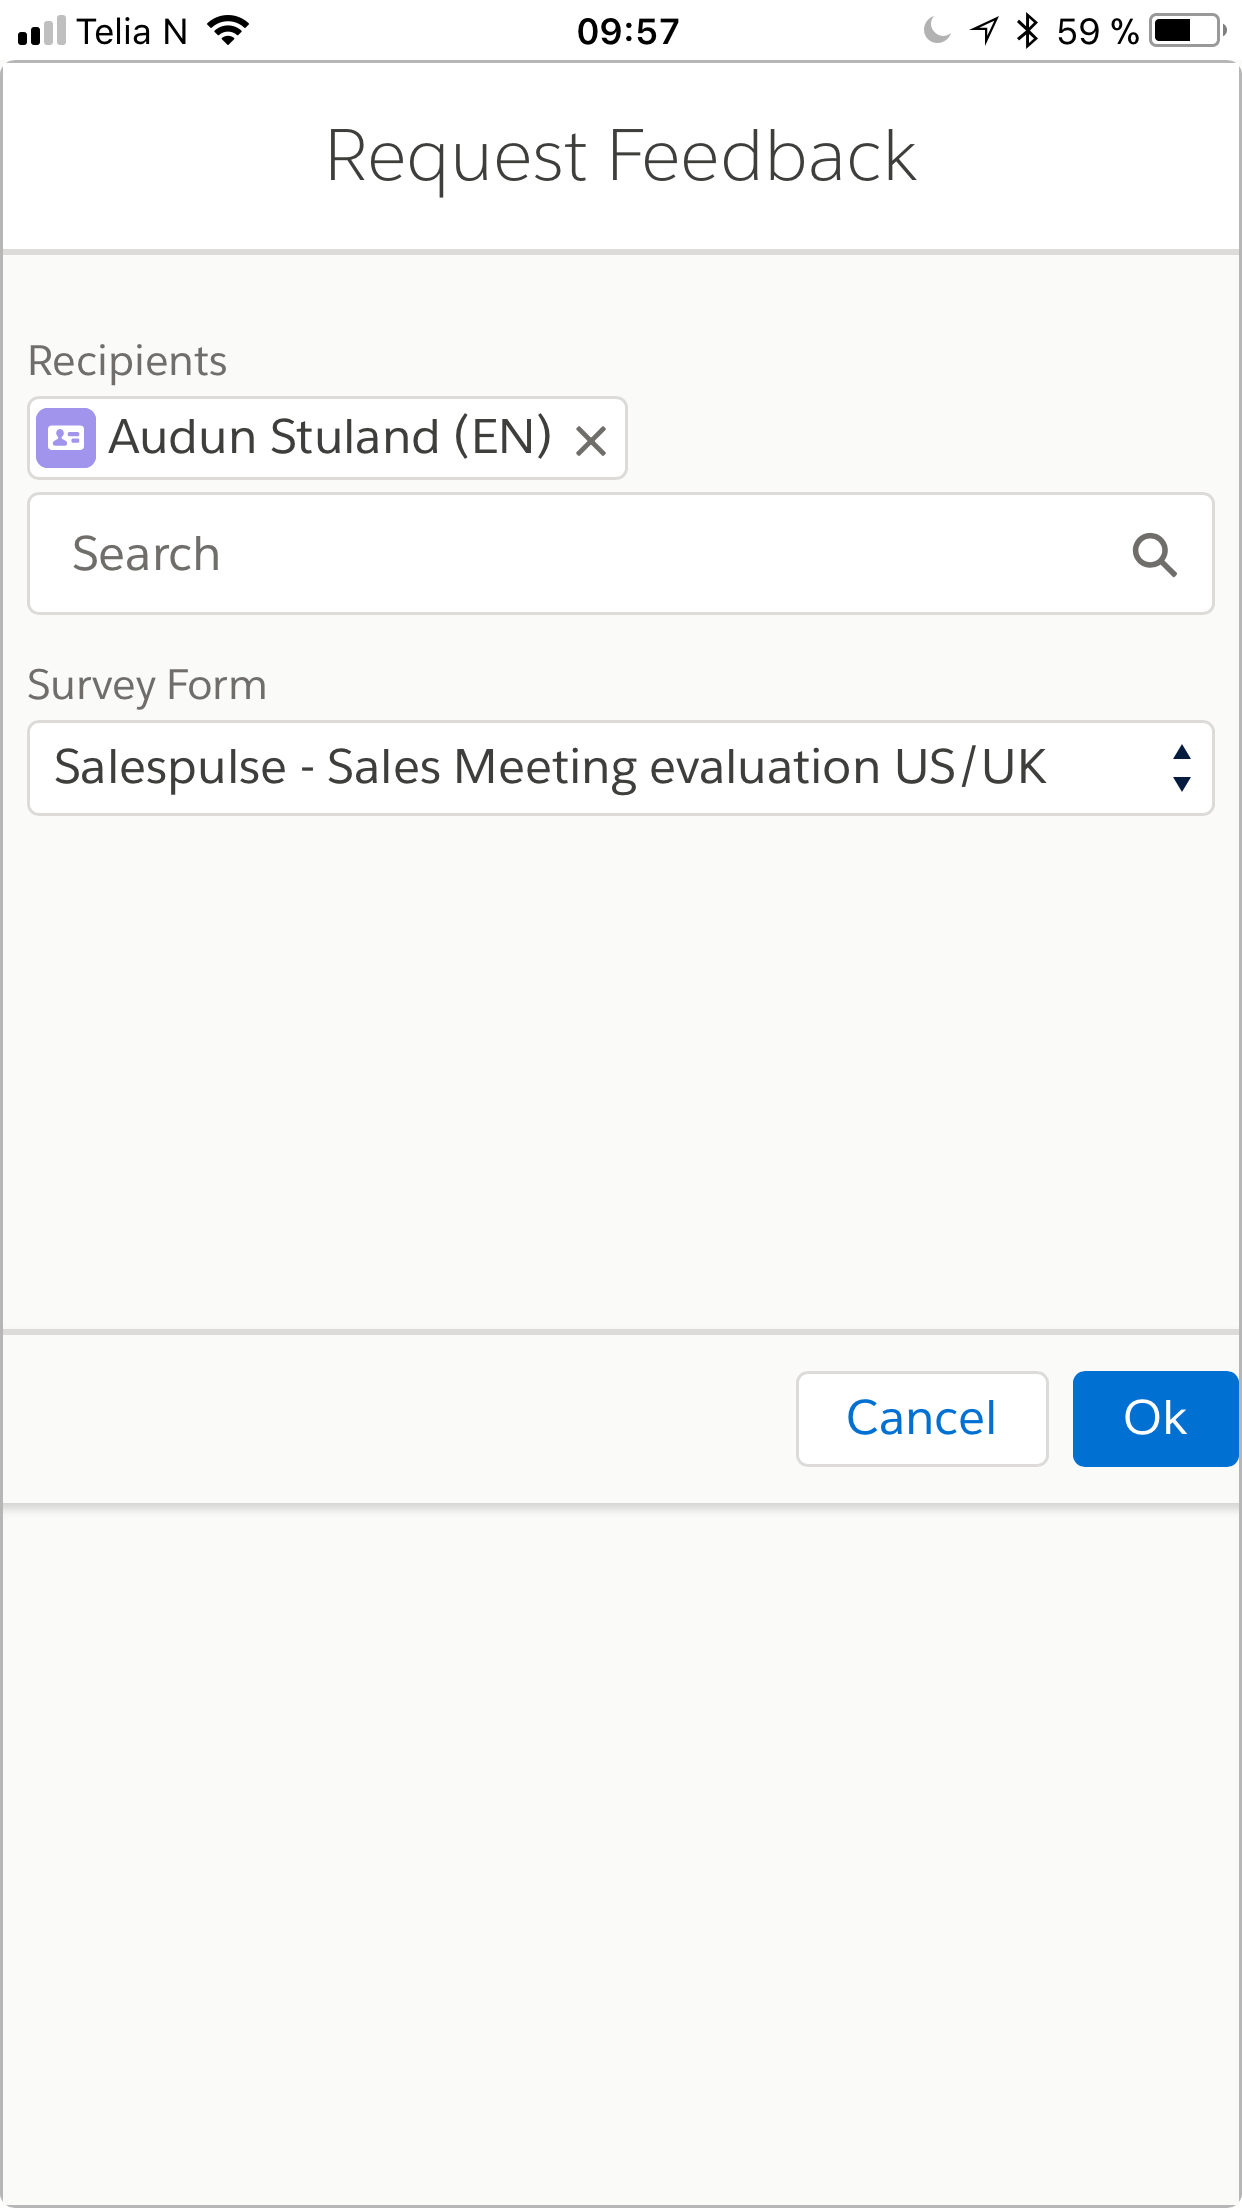 Telia N
09:57
59 %
Request Feedback
Recipients
Audun Stuland (EN)
Search
Survey Form
Salespulse - Sales Meeting evaluation US/UK
Cancel
Ok